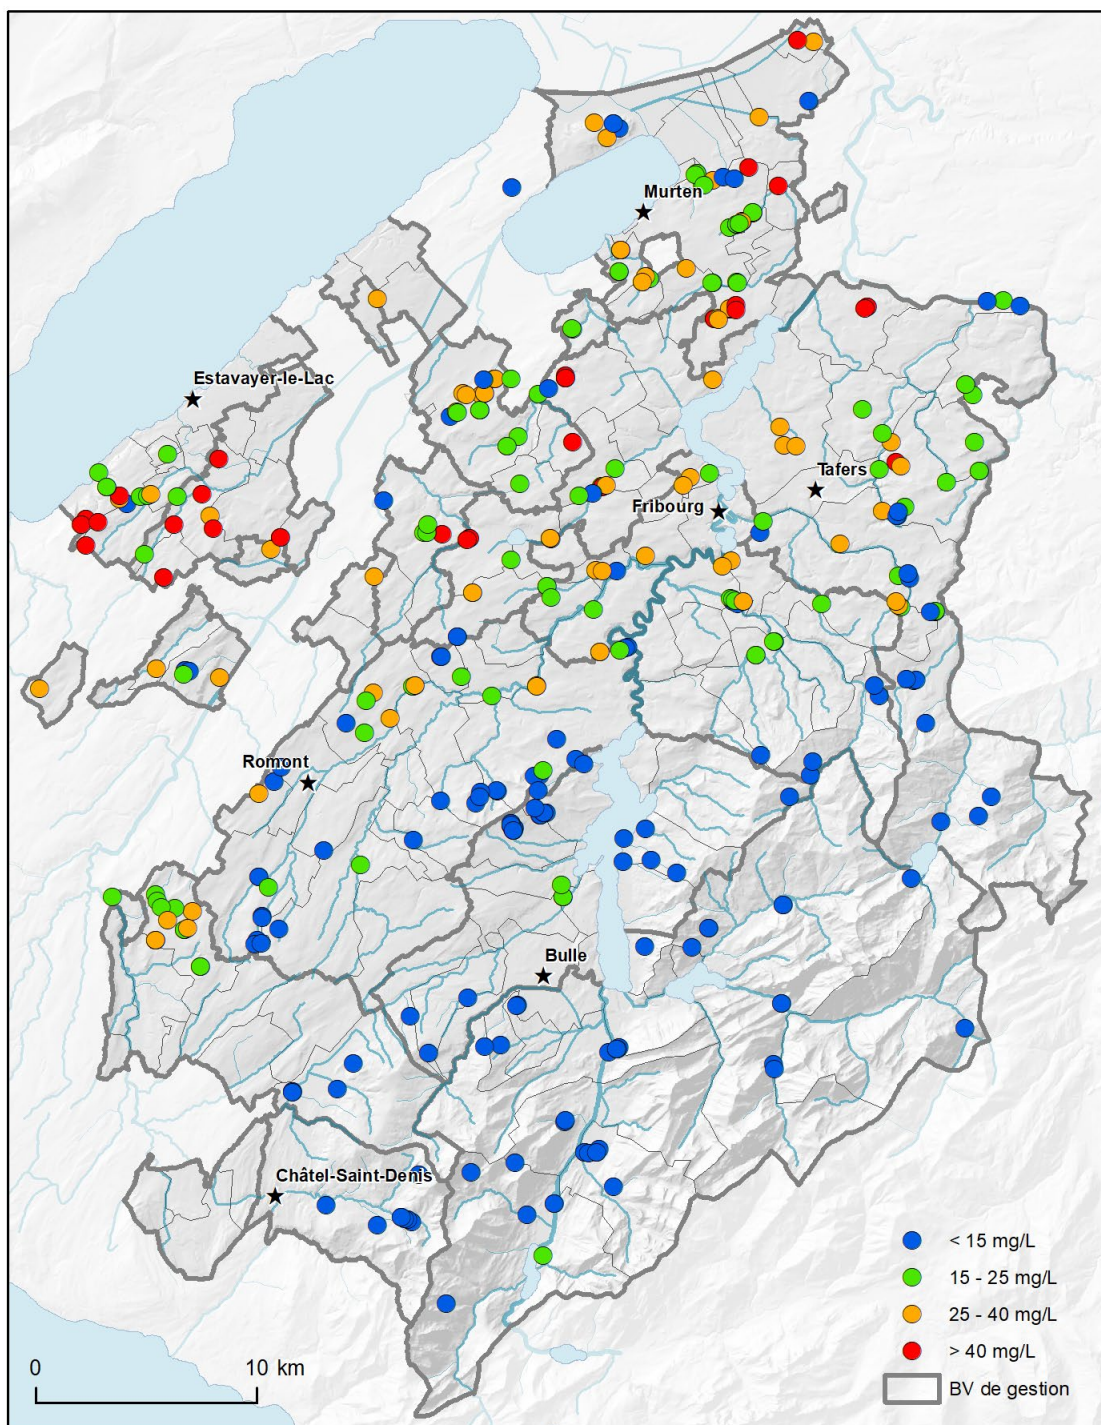 Murten
Estavayer-le-Lac
Tafers
Fribourg
Romont
Bulle
Châtel-Saint-Denis
< 15 mg/L
15 - 25 mg/L
25 - 40 mg/L
> 40 mg/L
BV de gestion
0 10 km